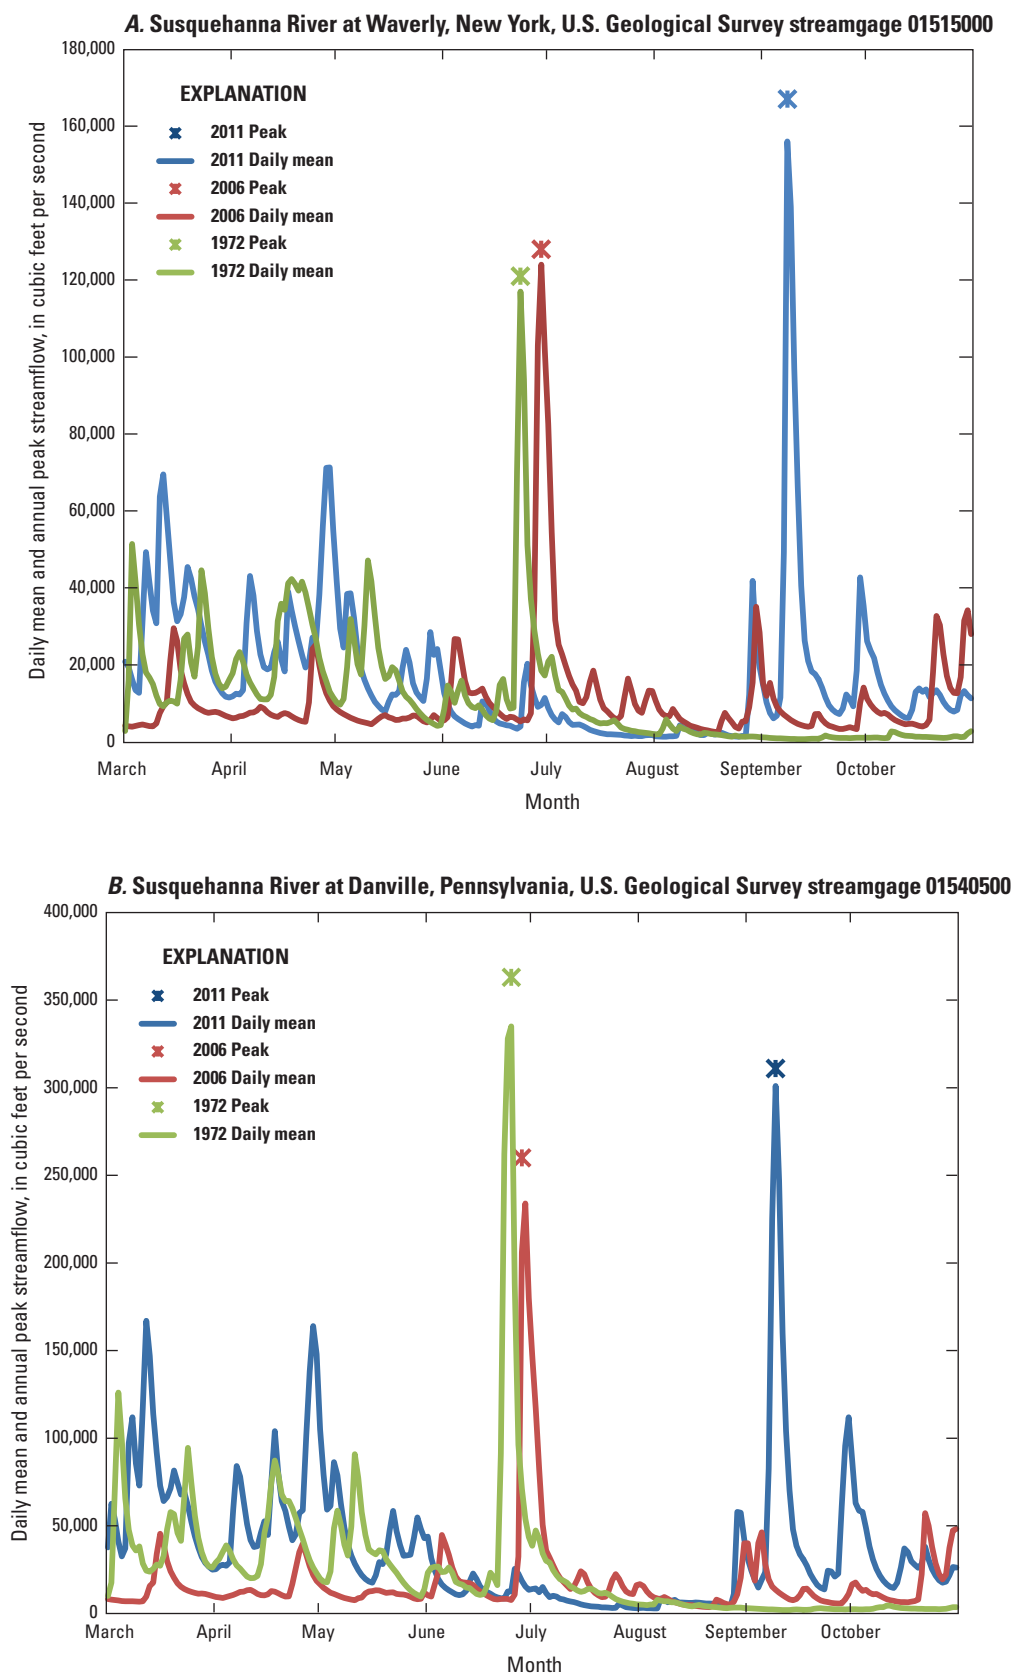 A. Susquehanna River at Waverly, New York, U.S. Geological Survey streamgage 01515000
Daily mean and annual peak streamflow, in cubic feet per second
180,000
160,000
140,000
120,000
100,000
80,000
60,000
40,000
20,000
0
EXPLANATION
2011 Peak
2011 Daily mean
2006 Peak
2006 Daily mean
1972 Peak
1972 Daily mean
March April May June July August September October
Month
B. Susquehanna River at Danville, Pennsylvania, U.S. Geological Survey streamgage 01540500
Daily mean and annual peak streamflow, in cubic feet per second
400,000
350,000
300,000
250,000
200,000
150,000
100,000
50,000
0
EXPLANATION
2011 Peak
2011 Daily mean
2006 Peak
2006 Daily mean
1972 Peak
1972 Daily mean
March April May June July August September October
Month